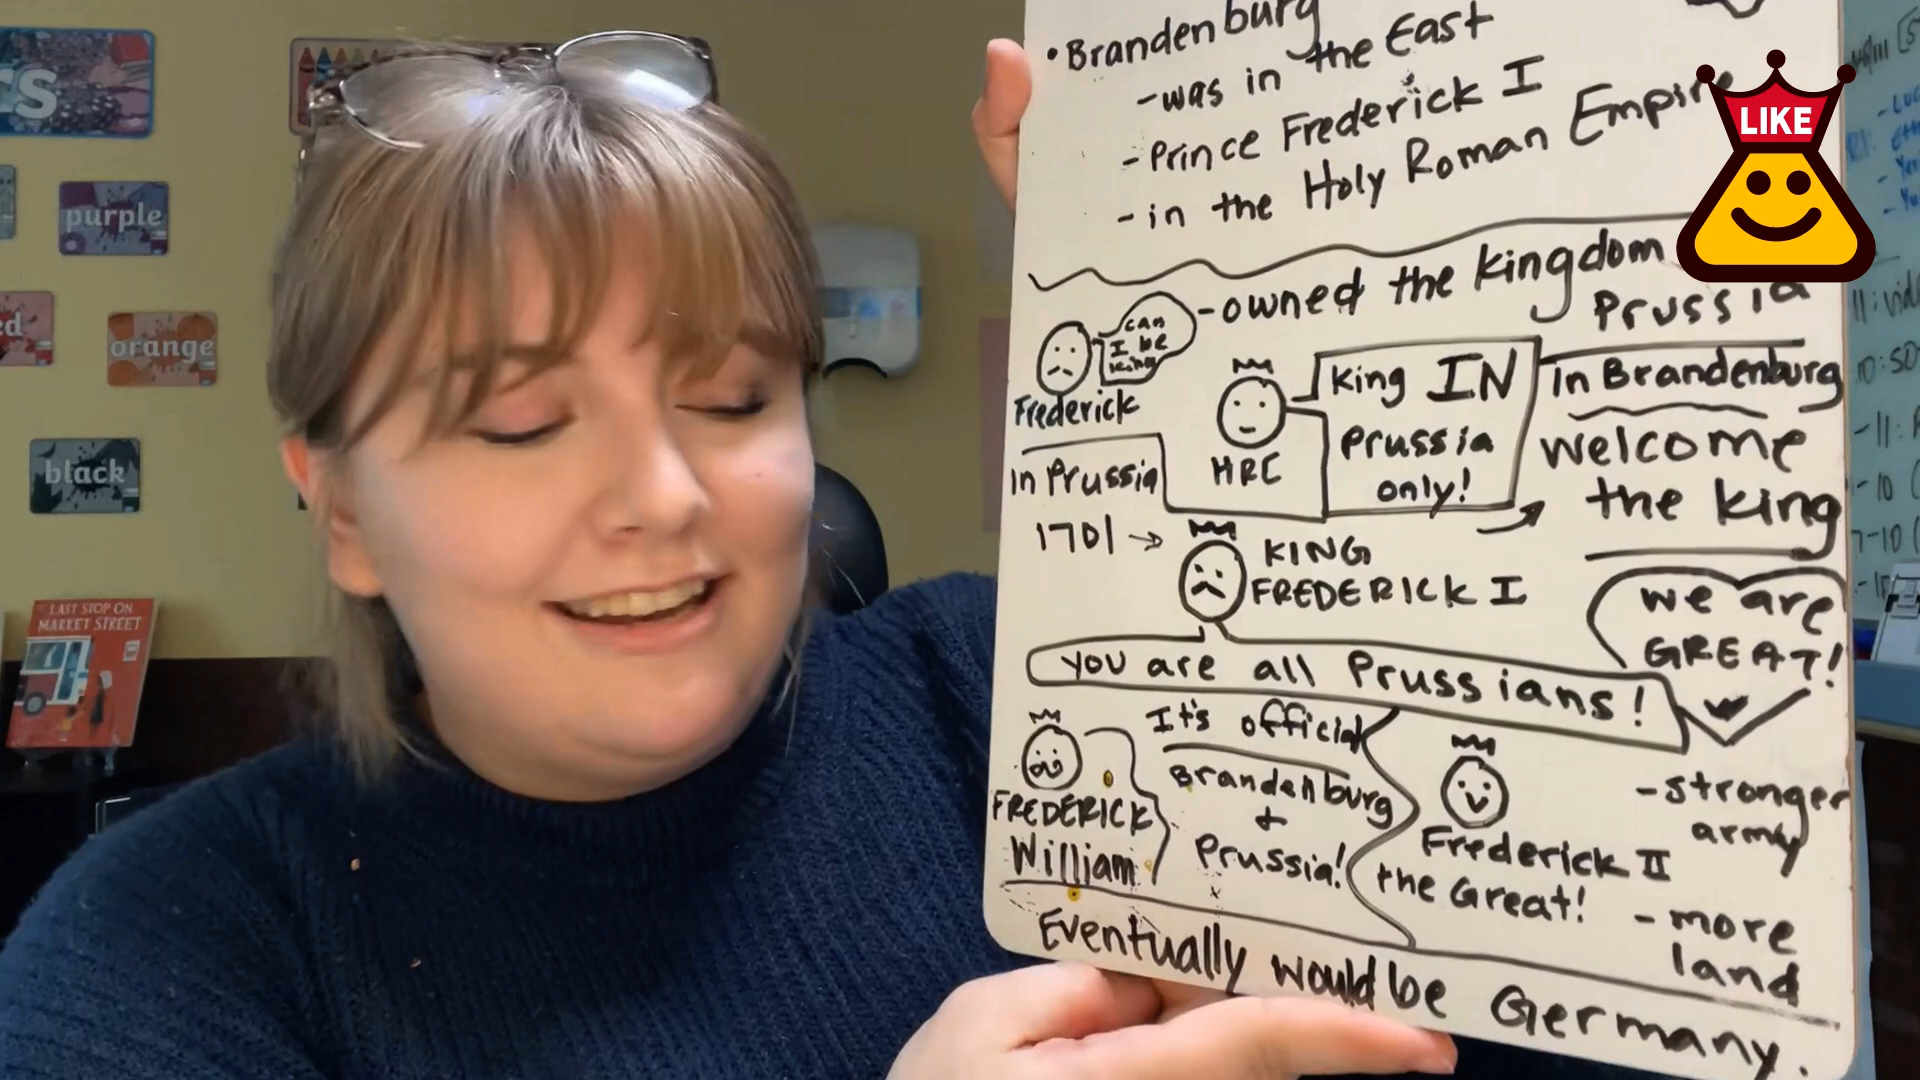 rs
purple
ed
orange
black
LAST STOP ON
MARKET STREET
LIKE
• Brandenburg
- was in the East
- Prince Frederick I
- in the Holy Roman Empire
- owned the kingdom
Prussia
can
I be
king
Frederick
HRE
King IN
Prussia
only!
In Brandenburg
welcome
the king
In Prussia
1701 →
KING
FREDERICK I
we are
GREAT!
You are all Prussians!
FREDERICK
William
It's official
Brandenburg
+
Prussia!
Frederick II
the Great!
- stronger
army
- more
land
Eventually would be Germany.